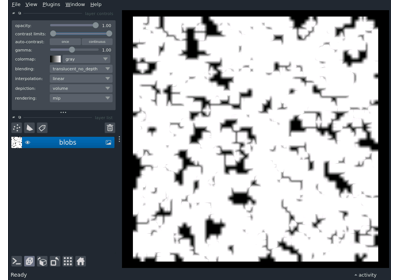 File View Plugins Window Help
opacity: 1.00
contrast limits:
auto-contrast: once continuous
gamma: 1.00
colormap: gray
blending: translucent_no_depth
interpolation: linear
depiction: volume
rendering: mip
blobs
Ready
activity